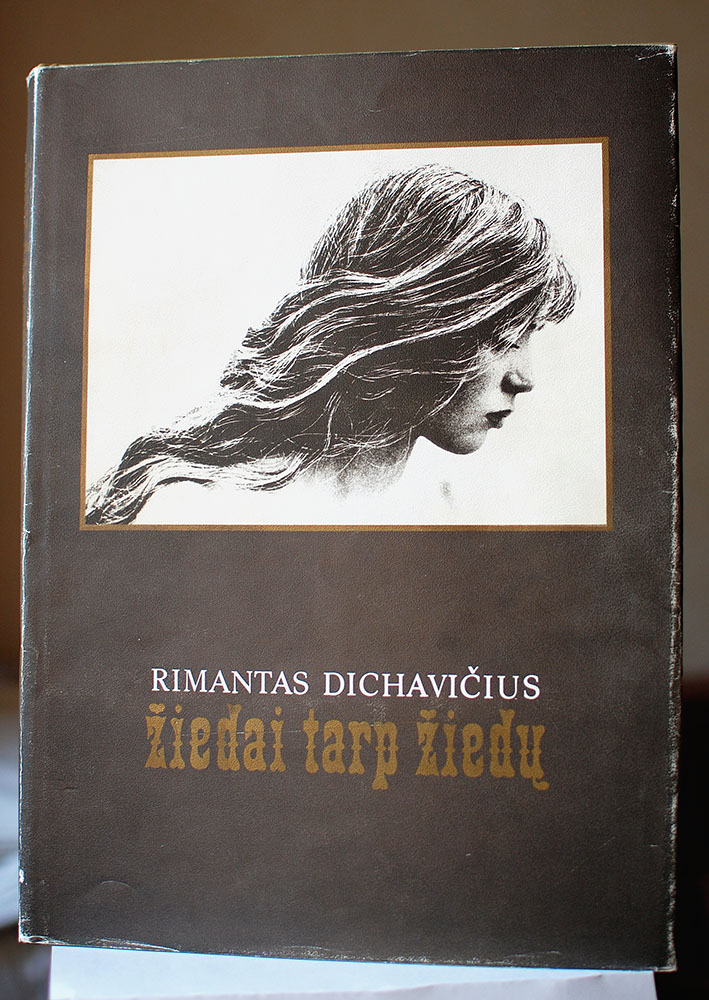 RIMANTAS DICHAVIČIUS
žiedai tarp žiedų